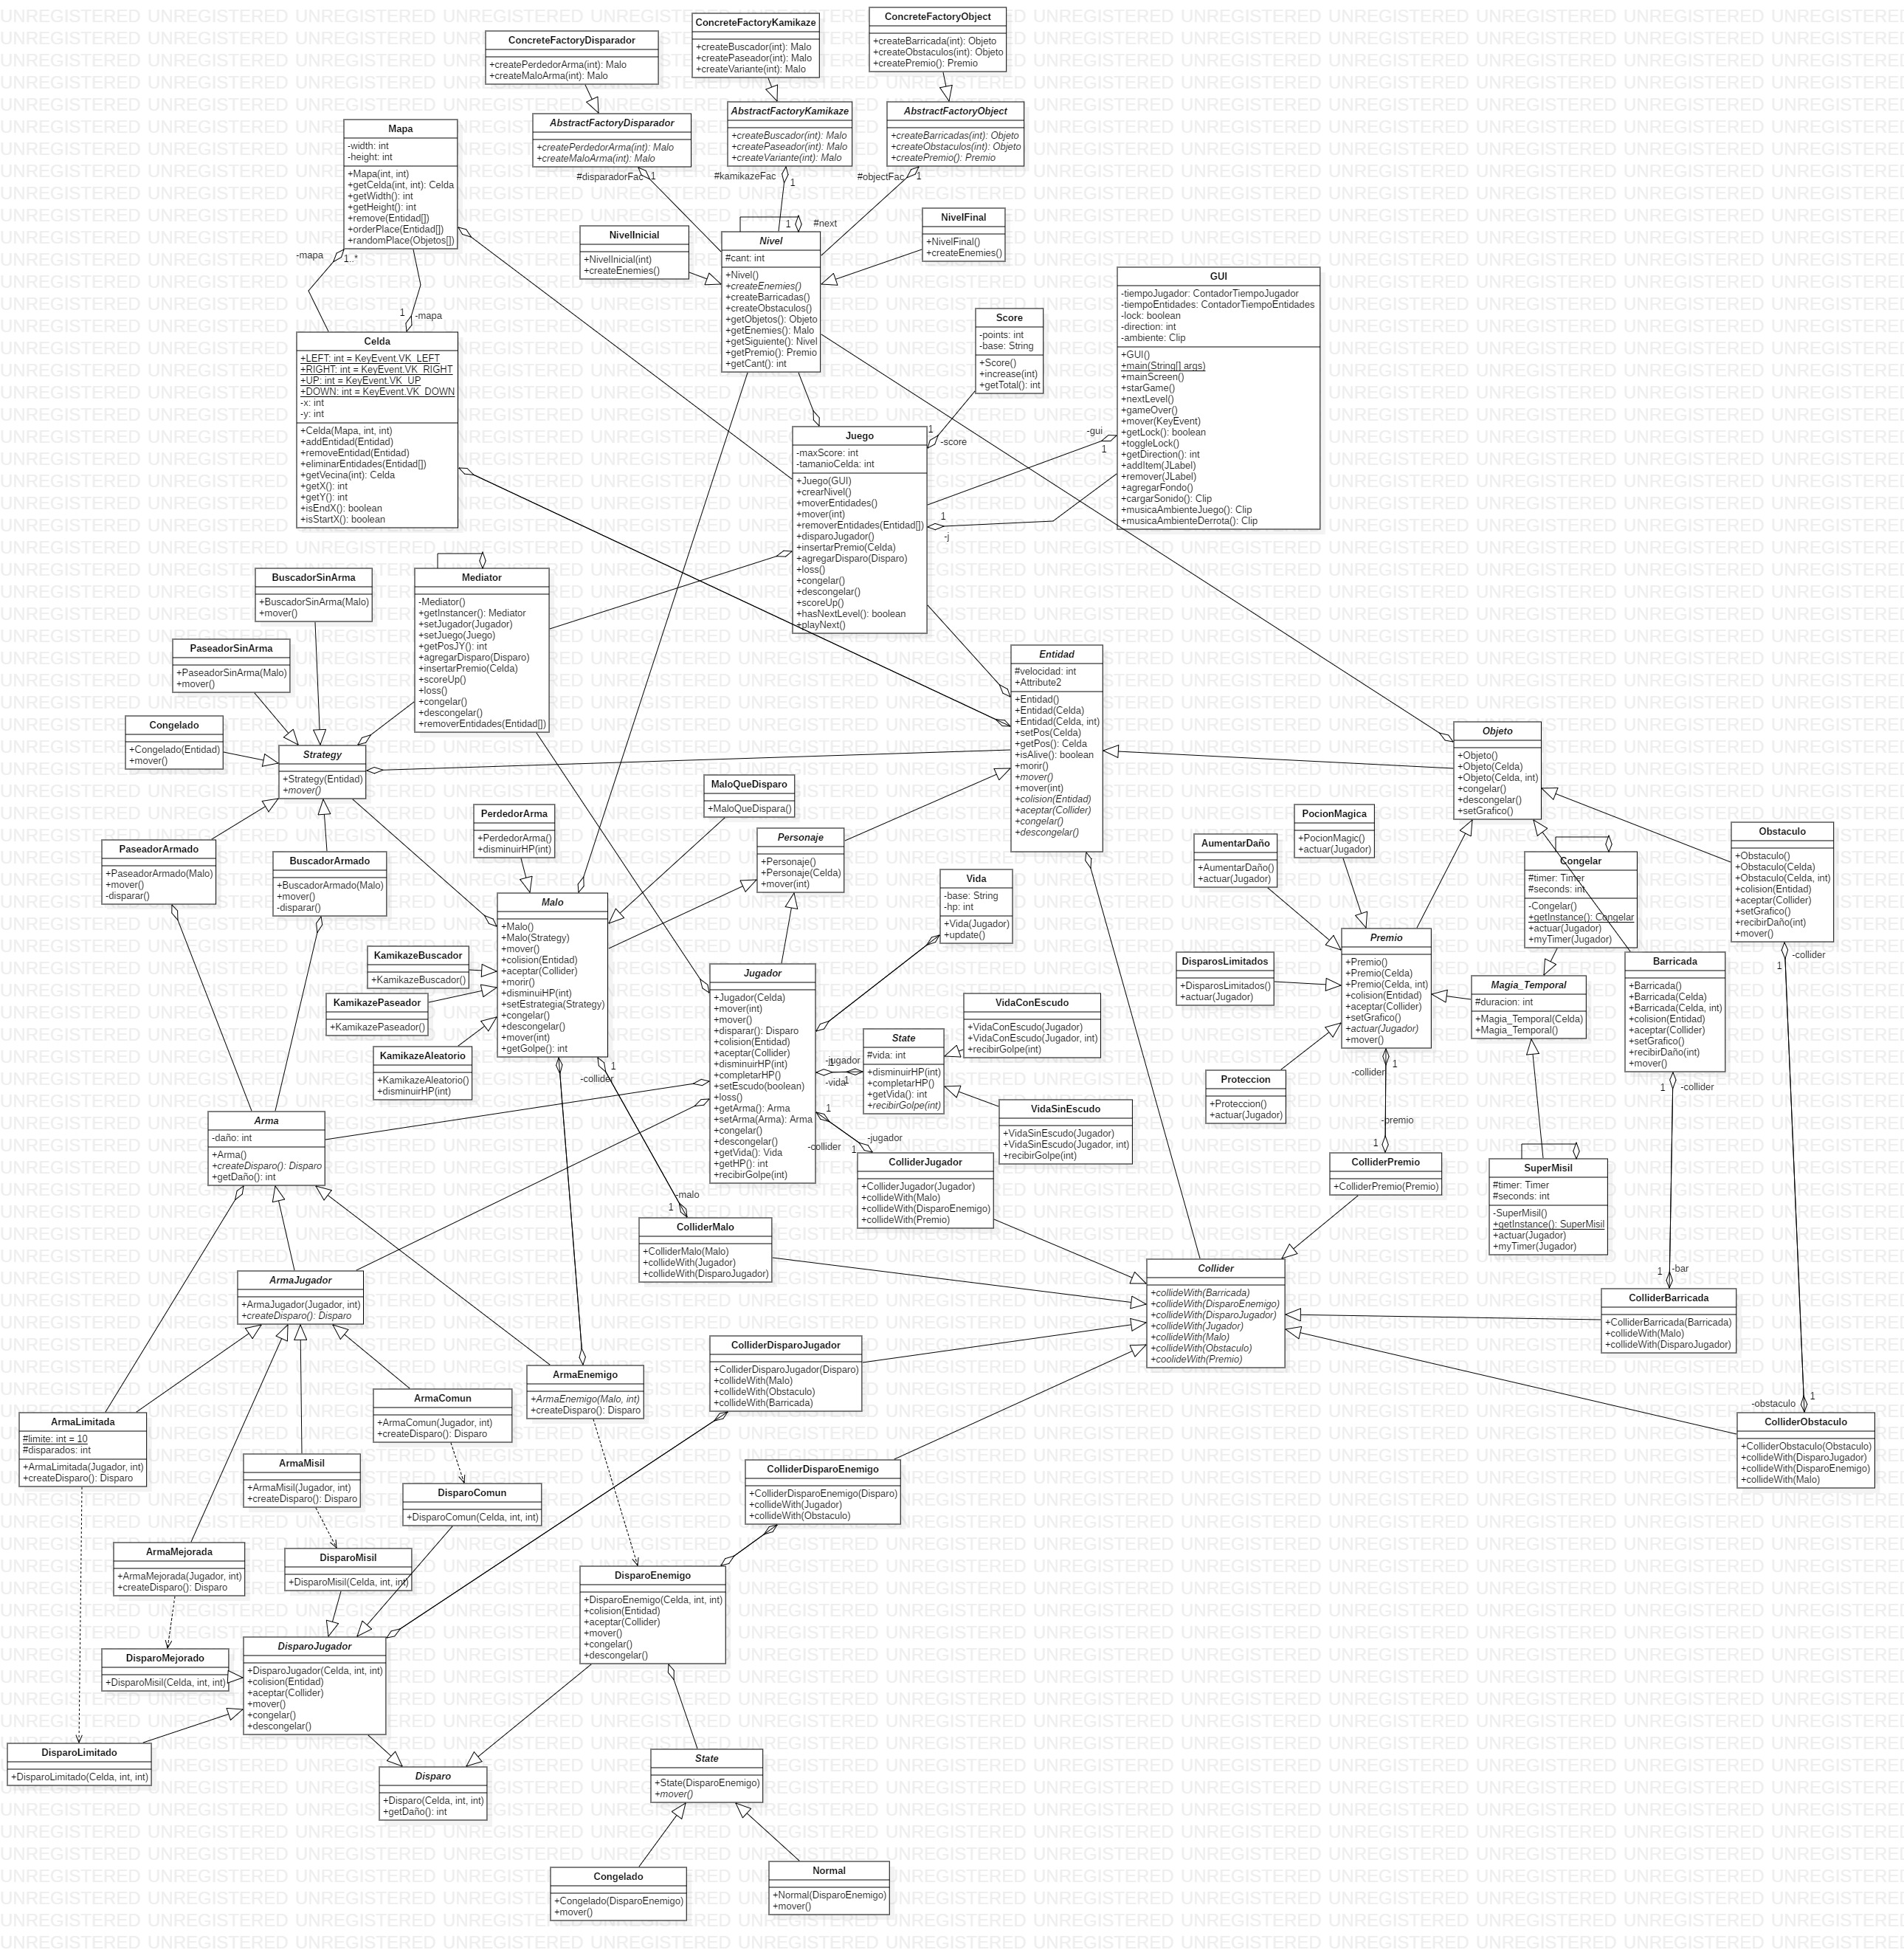 ConcreteFactoryDisparador
+createPerdedorArma(int): Malo
+createMaloArma(int): Malo
ConcreteFactoryKamikaze
+createBuscador(int): Malo
+createPaseador(int): Malo
+createVariante(int): Malo
ConcreteFactoryObject
+createBarricada(int): Objeto
+createObstaculos(int): Objeto
+createPremio(): Premio
AbstractFactoryDisparador
+createPerdedorArma(int): Malo
+createMaloArma(int): Malo
AbstractFactoryKamikaze
+createBuscador(int): Malo
+createPaseador(int): Malo
+createVariante(int): Malo
AbstractFactoryObject
+createBarricadas(int): Objeto
+createObstaculos(int): Objeto
+createPremio(): Premio
#disparadorFac
1
#kamikazeFac
1
#objectFac
1
Mapa
-width: int
-height: int
+Mapa(int, int)
+getCelda(int, int): Celda
+getWidth(): int
+getHeight(): int
+remove(Entidad[])
+orderPlace(Entidad[])
+randomPlace(Objetos[])
-mapa
1..*
1
-mapa
NivelInicial
+NivelInicial(int)
+createEnemies()
1
#next
Nivel
#cant: int
+Nivel()
+createEnemies()
+createBarricadas()
+createObstaculos()
+getObjetos(): Objeto
+getEnemies(): Malo
+getSiguiente(): Nivel
+getPremio(): Premio
+getCant(): int
NivelFinal
+NivelFinal()
+createEnemies()
Score
-points: int
-base: String
+Score()
+increase(int)
+getTotal(): int
1
-score
GUI
-tiempoJugador: ContadorTiempoJugador
-tiempoEntidades: ContadorTiempoEntidades
-lock: boolean
-direction: int
-ambiente: Clip
+GUI()
+main(String[] args)
+mainScreen()
+starGame()
+nextLevel()
+gameOver()
+mover(KeyEvent)
+getLock(): boolean
+toggleLock()
+getDirection(): int
+addItem(JLabel)
+remover(JLabel)
+agregarFondo()
+cargarSonido(): Clip
+musicaAmbienteJuego(): Clip
+musicaAmbienteDerrota(): Clip
-gui
1
1
-j
Celda
+LEFT: int = KeyEvent.VK_LEFT
+RIGHT: int = KeyEvent.VK_RIGHT
+UP: int = KeyEvent.VK_UP
+DOWN: int = KeyEvent.VK_DOWN
-x: int
-y: int
+Celda(Mapa, int, int)
+addEntidad(Entidad)
+removeEntidad(Entidad)
+eliminarEntidades(Entidad[])
+getVecina(int): Celda
+getX(): int
+getY(): int
+isEndX(): boolean
+isStartX(): boolean
Juego
-maxScore: int
-tamanioCelda: int
+Juego(GUI)
+crearNivel()
+moverEntidades()
+mover(int)
+removerEntidades(Entidad[])
+disparoJugador()
+insertarPremio(Celda)
+agregarDisparo(Disparo)
+loss()
+congelar()
+descongelar()
+scoreUp()
+hasNextLevel(): boolean
+playNext()
BuscadorSinArma
+BuscadorSinArma(Malo)
+mover()
PaseadorSinArma
+PaseadorSinArma(Malo)
+mover()
Congelado
+Congelado(Entidad)
+mover()
Mediator
-Mediator()
+getInstancer(): Mediator
+setJugador(Jugador)
+setJuego(Juego)
+getPosJY(): int
+agregarDisparo(Disparo)
+insertarPremio(Celda)
+scoreUp()
+loss()
+congelar()
+descongelar()
+removerEntidades(Entidad[])
Strategy
+Strategy(Entidad)
+mover()
Entidad
#velocidad: int
+Attribute2
+Entidad()
+Entidad(Celda)
+Entidad(Celda, int)
+setPos(Celda)
+getPos(): Celda
+isAlive(): boolean
+morir()
+mover()
+mover(int)
+colision(Entidad)
+aceptar(Collider)
+congelar()
+descongelar()
Objeto
+Objeto()
+Objeto(Celda)
+Objeto(Celda, int)
+congelar()
+descongelar()
+setGrafico()
PaseadorArmado
+PaseadorArmado(Malo)
+mover()
-disparar()
BuscadorArmado
+BuscadorArmado(Malo)
+mover()
-disparar()
PerdedorArma
+PerdedorArma()
+disminuirHP(int)
MaloQueDisparo
+MaloQueDispara()
Personaje
+Personaje()
+Personaje(Celda)
+mover(int)
AumentarDaño
+AumentarDaño()
+actuar(Jugador)
PocionMagica
+PocionMagic()
+actuar(Jugador)
Congelar
#timer: Timer
#seconds: int
-Congelar()
+getInstance(): Congelar
+actuar(Jugador)
+myTimer(Jugador)
Obstaculo
+Obstaculo()
+Obstaculo(Celda)
+Obstaculo(Celda, int)
+colision(Entidad)
+aceptar(Collider)
+setGrafico()
+recibirDaño(int)
+mover()
-collider
1
Malo
+Malo()
+Malo(Strategy)
+mover()
+colision(Entidad)
+aceptar(Collider)
+morir()
+disminuiHP(int)
+setEstrategia(Strategy)
+congelar()
+descongelar()
+mover(int)
+getGolpe(): int
KamikazeBuscador
+KamikazeBuscador()
KamikazePaseador
+KamikazePaseador()
KamikazeAleatorio
+KamikazeAleatorio()
+disminuirHP(int)
-collider
1
Vida
-base: String
-hp: int
+Vida(Jugador)
+update()
Jugador
+Jugador(Celda)
+mover(int)
+mover()
+disparar(): Disparo
+colision(Entidad)
+aceptar(Collider)
+disminuirHP(int)
+completarHP()
+setEscudo(boolean)
+loss()
+getArma(): Arma
+setArma(Arma): Arma
+congelar()
+descongelar()
+getVida(): Vida
+getHP(): int
+recibirGolpe(int)
-jugador
1
-vida
1
State
#vida: int
+disminuirHP(int)
+completarHP()
+getVida(): int
+recibirGolpe(int)
VidaConEscudo
+VidaConEscudo(Jugador)
+VidaConEscudo(Jugador, int)
+recibirGolpe(int)
VidaSinEscudo
+VidaSinEscudo(Jugador)
+VidaSinEscudo(Jugador, int)
+recibirGolpe(int)
1
-collider
-jugador
1
DisparosLimitados
+DisparosLimitados()
+actuar(Jugador)
Premio
+Premio()
+Premio(Celda)
+Premio(Celda, int)
+colision(Entidad)
+aceptar(Collider)
+setGrafico()
+actuar(Jugador)
+mover()
Magia_Temporal
#duracion: int
+Magia_Temporal(Celda)
+Magia_Temporal()
Barricada
+Barricada()
+Barricada(Celda)
+Barricada(Celda, int)
+colision(Entidad)
+aceptar(Collider)
+setGrafico()
+recibirDaño(int)
+mover()
1
-collider
Proteccion
+Proteccion()
+actuar(Jugador)
-collider
1
-premio
1
ColliderPremio
+ColliderPremio(Premio)
SuperMisil
#timer: Timer
#seconds: int
-SuperMisil()
+getInstance(): SuperMisil
+actuar(Jugador)
+myTimer(Jugador)
Arma
-daño: int
+Arma()
+createDisparo(): Disparo
+getDaño(): int
ColliderJugador
+ColliderJugador(Jugador)
+collideWith(Malo)
+collideWith(DisparoEnemigo)
+collideWith(Premio)
-malo
1
ColliderMalo
+ColliderMalo(Malo)
+collideWith(Jugador)
+collideWith(DisparoJugador)
Collider
+collideWith(Barricada)
+collideWith(DisparoEnemigo)
+collideWith(DisparoJugador)
+collideWith(Jugador)
+collideWith(Malo)
+collideWith(Obstaculo)
+coolideWith(Premio)
1
-bar
ColliderBarricada
+ColliderBarricada(Barricada)
+collideWith(Malo)
+collideWith(DisparoJugador)
ArmaJugador
+ArmaJugador(Jugador, int)
+createDisparo(): Disparo
ColliderDisparoJugador
+ColliderDisparoJugador(Disparo)
+collideWith(Malo)
+collideWith(Obstaculo)
+collideWith(Barricada)
ArmaEnemigo
+ArmaEnemigo(Malo, int)
+createDisparo(): Disparo
ArmaComun
+ArmaComun(Jugador, int)
+createDisparo(): Disparo
ArmaLimitada
#limite: int = 10
#disparados: int
+ArmaLimitada(Jugador, int)
+createDisparo(): Disparo
-obstaculo
1
ColliderObstaculo
+ColliderObstaculo(Obstaculo)
+collideWith(DisparoJugador)
+collideWith(DisparoEnemigo)
+collideWith(Malo)
ArmaMisil
+ArmaMisil(Jugador, int)
+createDisparo(): Disparo
DisparoComun
+DisparoComun(Celda, int, int)
ColliderDisparoEnemigo
+ColliderDisparoEnemigo(Disparo)
+collideWith(Jugador)
+collideWith(Obstaculo)
ArmaMejorada
+ArmaMejorada(Jugador, int)
+createDisparo(): Disparo
DisparoMisil
+DisparoMisil(Celda, int, int)
DisparoEnemigo
+DisparoEnemigo(Celda, int, int)
+colision(Entidad)
+aceptar(Collider)
+mover()
+congelar()
+descongelar()
DisparoMejorado
+DisparoMisil(Celda, int, int)
DisparoJugador
+DisparoJugador(Celda, int, int)
+colision(Entidad)
+aceptar(Collider)
+mover()
+congelar()
+descongelar()
DisparoLimitado
+DisparoLimitado(Celda, int, int)
Disparo
+Disparo(Celda, int, int)
+getDaño(): int
State
+State(DisparoEnemigo)
+mover()
Congelado
+Congelado(DisparoEnemigo)
+mover()
Normal
+Normal(DisparoEnemigo)
+mover()